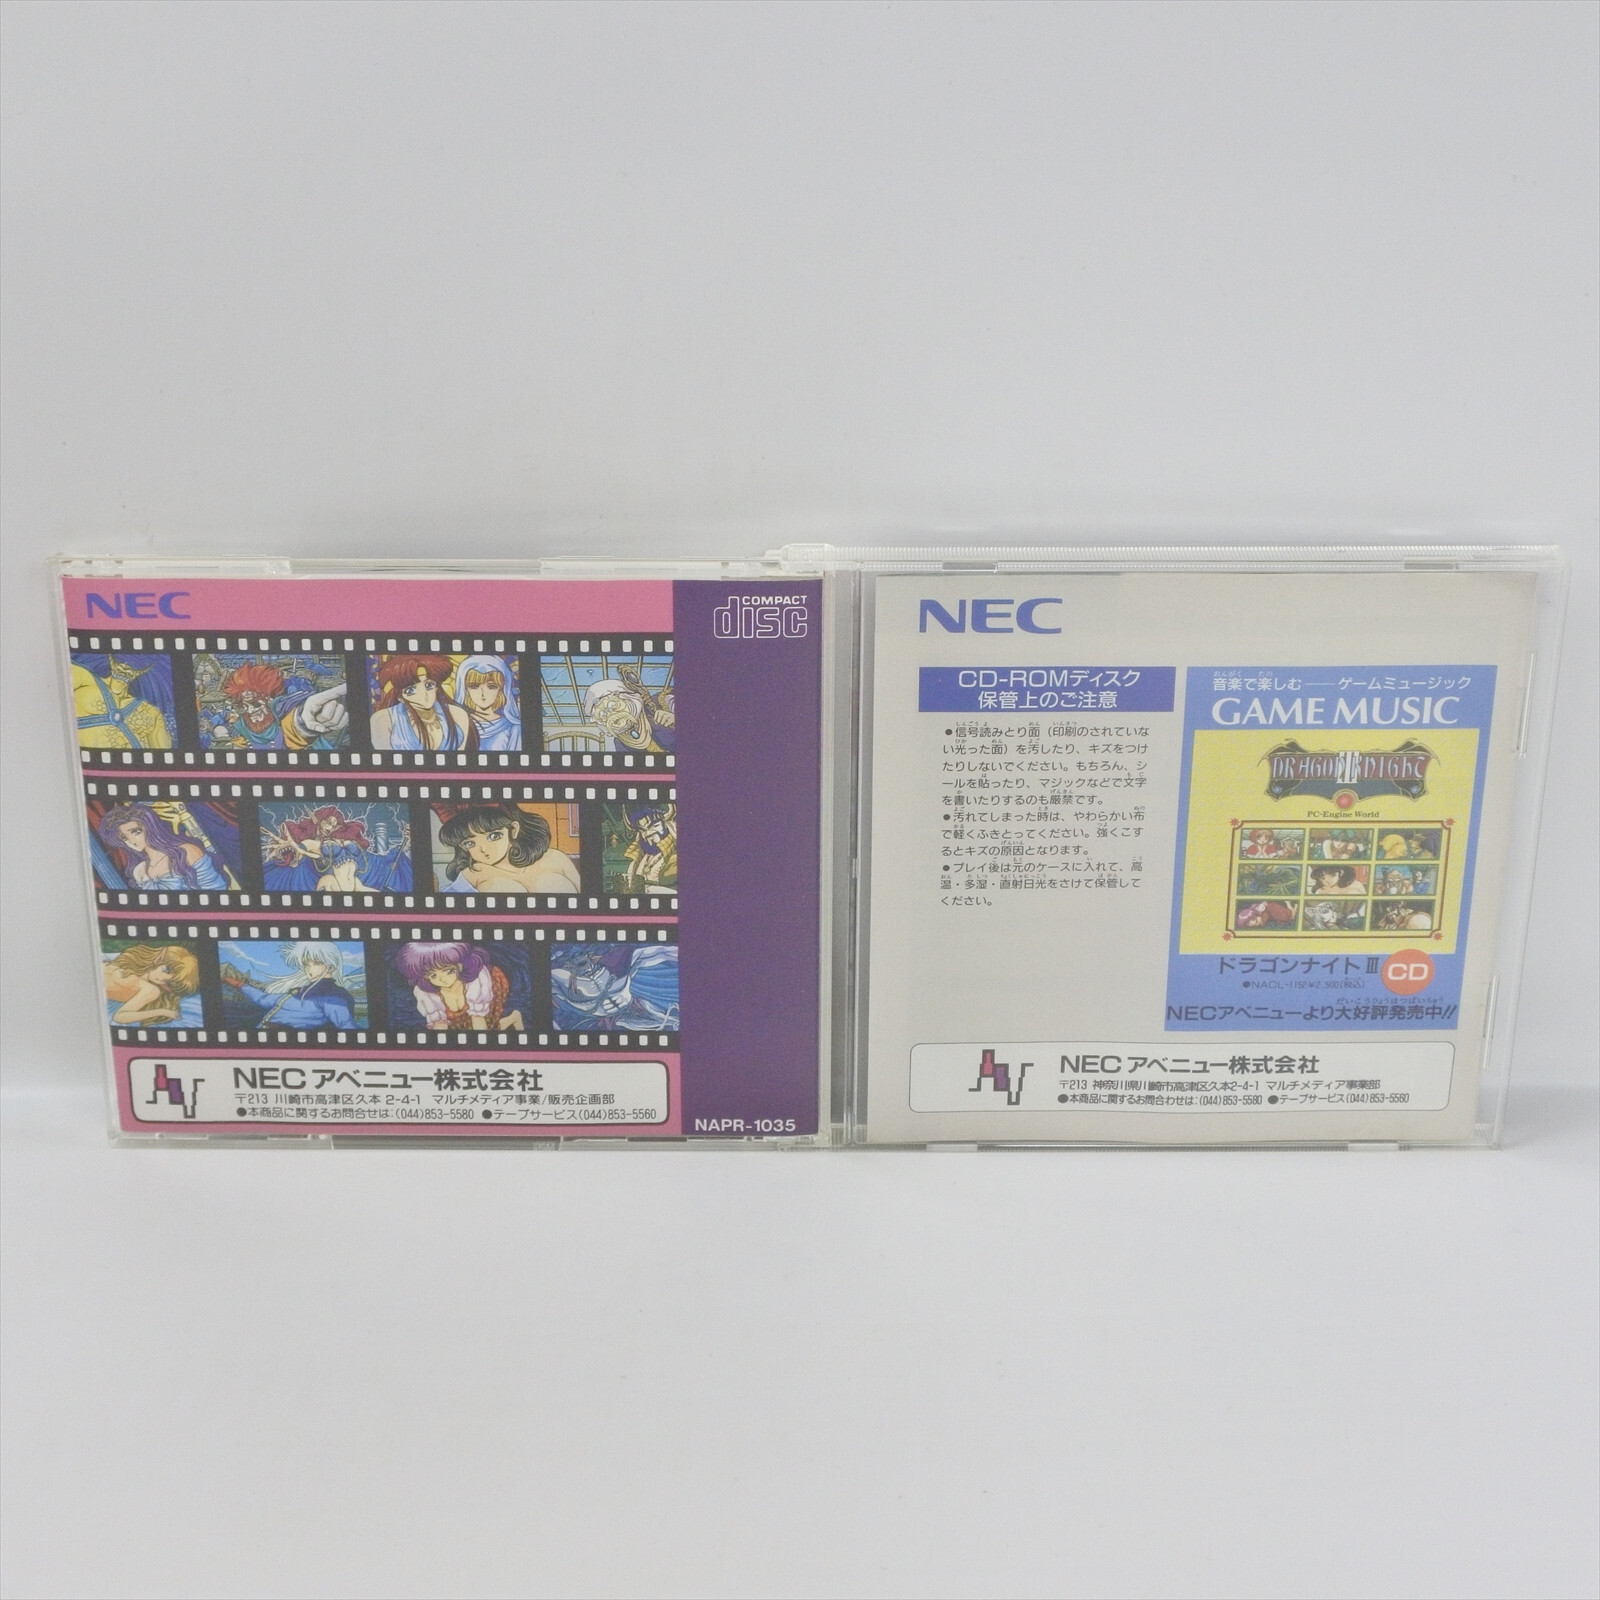 NEC
COMPACT
disc
NEC アベニュー株式会社
〒213 川崎市高津区久本 2-4-1 マルチメディア事業/販売企画部
●本商品に関するお問合せは:(044)853-5580 ●テープサービス(044)853-5560
NAPR-1035
NEC
CD-ROMディスク
保管上のご注意
●信号読みとり面(印刷のされていな
い光った面)を汚したり、キズをつけ
たりしないでください。もちろん、シ
ールを貼ったり、マジックなどで文字
を書いたりするのも厳禁です。
●汚れてしまった時は、やわらかい布
で軽くふきとってください。強くこす
るとキズの原因となります。
●プレイ後は元のケースに入れて、高
温・多湿・直射日光をさけて保管して
ください。
音楽で楽しむ──ゲームミュージック
GAME MUSIC
DRAGON KNIGHT III
PC-Engine World
ドラゴンナイトIII CD
●NACL-1152 ¥2,500(税込)
NECアベニューより大好評発売中!!
NEC アベニュー株式会社
〒213 神奈川県川崎市高津区久本2-4-1 マルチメディア事業部
●本商品に関するお問合わせは:(044)853-5580 ●テープサービス(044)853-5560